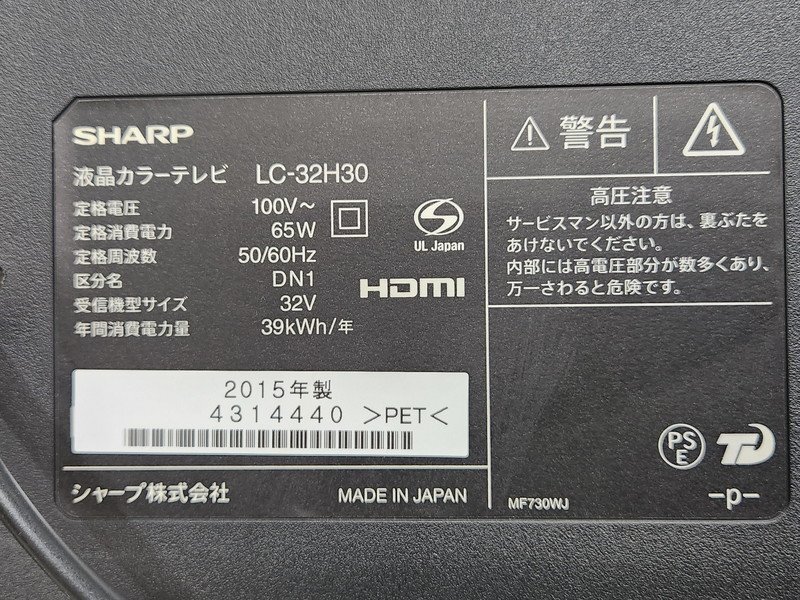 SHARP
液晶カラーテレビ LC-32H30
定格電圧 100V～
定格消費電力 65W
定格周波数 50/60Hz
区分名 DN1
受信機型サイズ 32V
年間消費電力量 39kWh/年
UL Japan
HDMI
2015年製
4314440 >PET<
シャープ株式会社 MADE IN JAPAN
警告
高圧注意
サービスマン以外の方は、裏ぶたを
あけないでください。
内部には高電圧部分が数多くあり、
万一さわると危険です。
PS
E
MF730WJ -p-